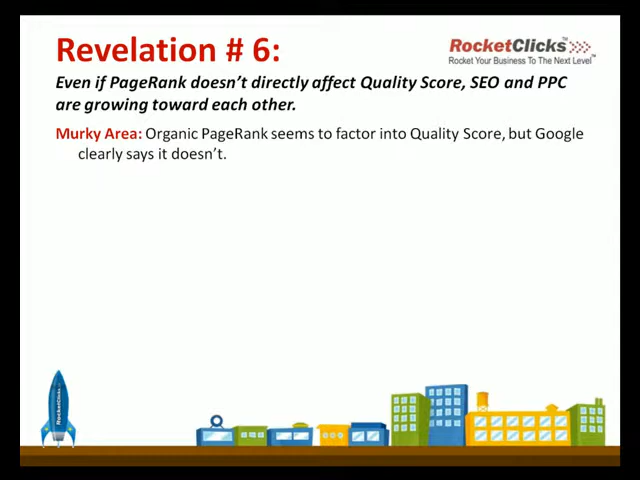 Revelation # 6:
RocketClicks™
Rocket Your Business To The Next Level™
Even if PageRank doesn't directly affect Quality Score, SEO and PPC
are growing toward each other.
Murky Area: Organic PageRank seems to factor into Quality Score, but Google
clearly says it doesn't.
RocketClicks